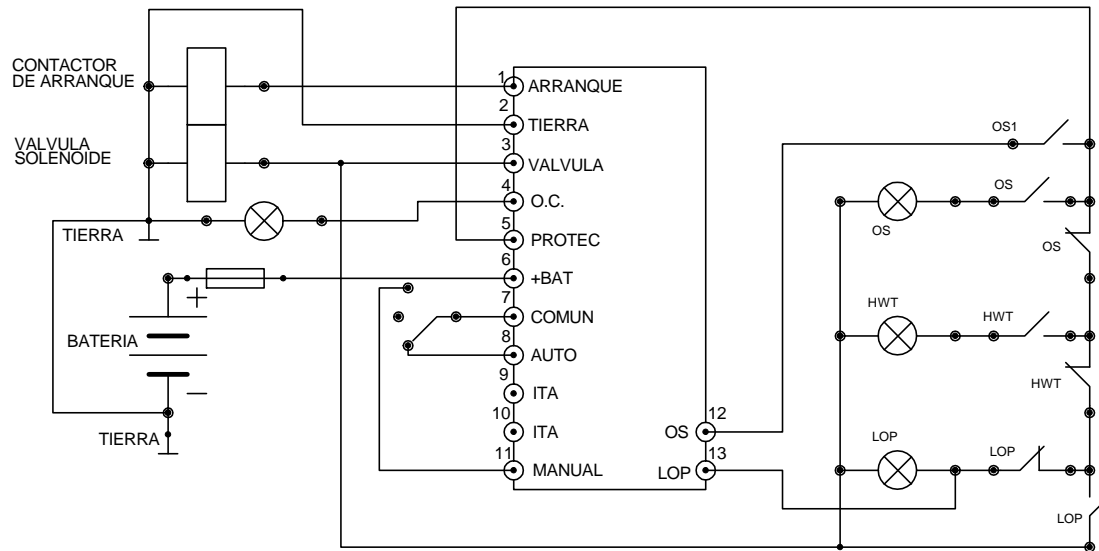 CONTACTOR
DE ARRANQUE
VALVULA
SOLENOIDE
TIERRA
BATERIA
TIERRA
1 ARRANQUE
2 TIERRA
3 VALVULA
4 O.C.
5 PROTEC
6 +BAT
7 COMUN
8 AUTO
9 ITA
10 ITA
11 MANUAL
12 OS
13 LOP
OS1
OS
OS
OS
HWT
HWT
HWT
LOP
LOP
LOP